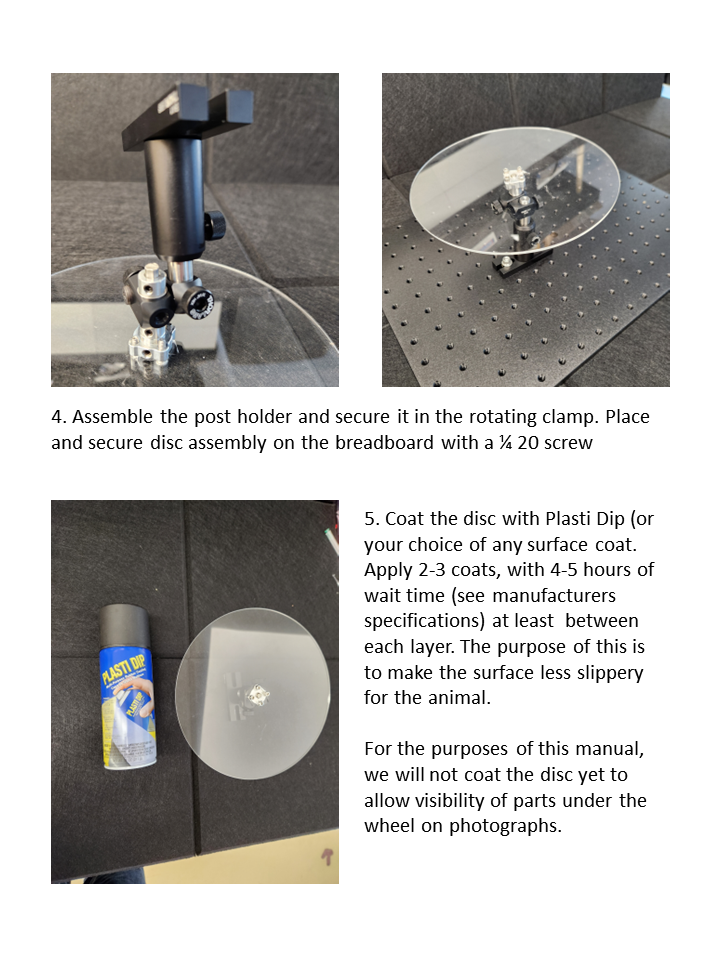 4. Assemble the post holder and secure it in the rotating clamp. Place
and secure disc assembly on the breadboard with a ¼ 20 screw
PLASTI DIP
PLASTI DIP
5. Coat the disc with Plasti Dip (or
your choice of any surface coat.
Apply 2-3 coats, with 4-5 hours of
wait time (see manufacturers
specifications) at least  between
each layer. The purpose of this is
to make the surface less slippery
for the animal.
For the purposes of this manual,
we will not coat the disc yet to
allow visibility of parts under the
wheel on photographs.